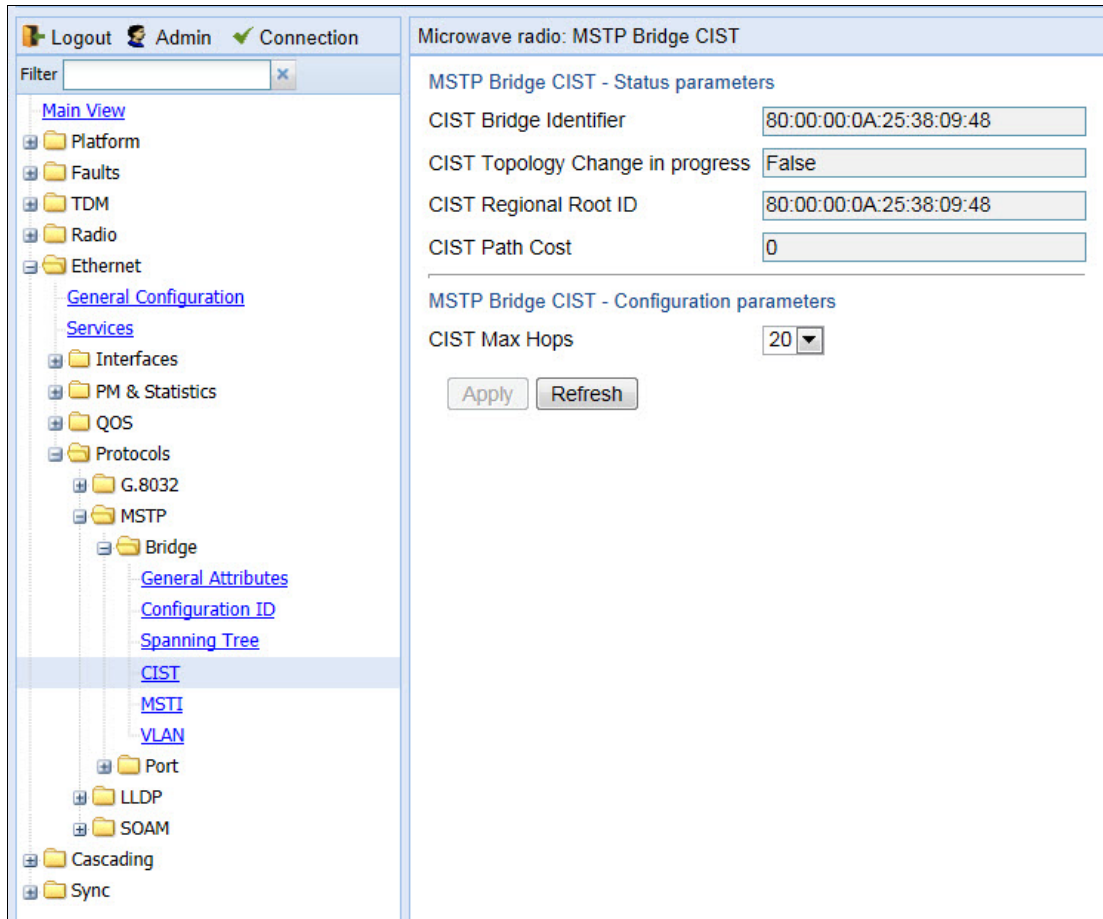 Logout Admin Connection
Filter
Main View
Platform
Faults
TDM
Radio
Ethernet
General Configuration
Services
Interfaces
PM & Statistics
QOS
Protocols
G.8032
MSTP
Bridge
General Attributes
Configuration ID
Spanning Tree
CIST
MSTI
VLAN
Port
LLDP
SOAM
Cascading
Sync
Microwave radio: MSTP Bridge CIST
MSTP Bridge CIST - Status parameters
CIST Bridge Identifier 80:00:00:0A:25:38:09:48
CIST Topology Change in progress False
CIST Regional Root ID 80:00:00:0A:25:38:09:48
CIST Path Cost 0
MSTP Bridge CIST - Configuration parameters
CIST Max Hops 20
Apply Refresh